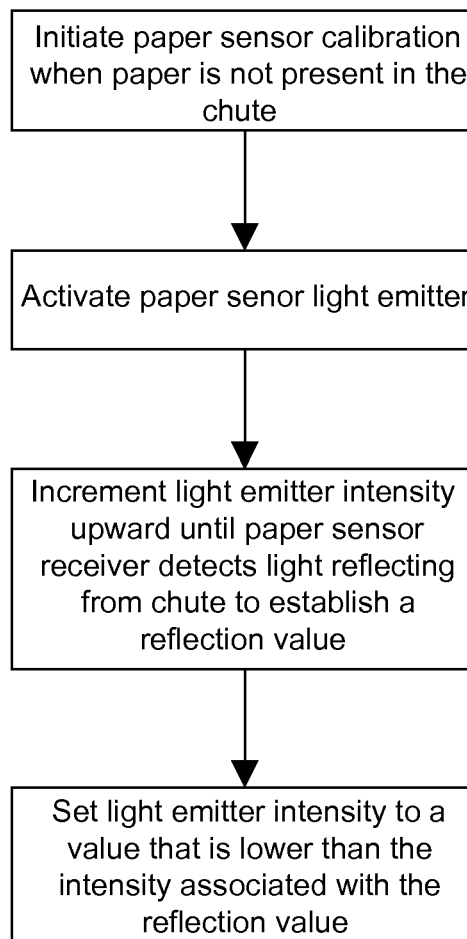 Initiate paper sensor calibration
when paper is not present in the
chute
Activate paper senor light emitter
Increment light emitter intensity
upward until paper sensor
receiver detects light reflecting
from chute to establish a
reflection value
Set light emitter intensity to a
value that is lower than the
intensity associated with the
reflection value